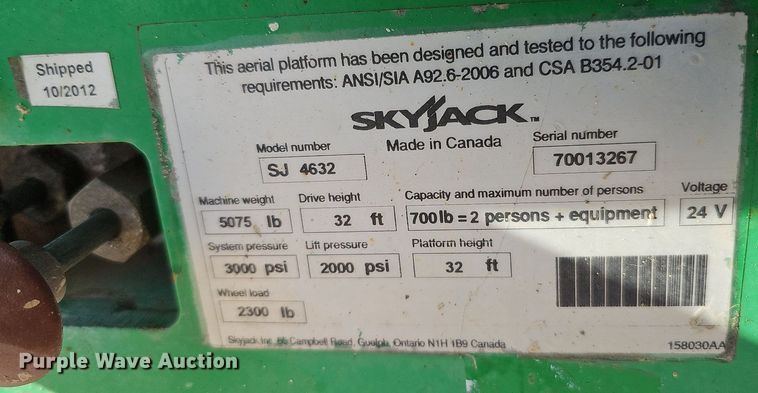 Shipped
10/2012
This aerial platform has been designed and tested to the following
requirements: ANSI/SIA A92.6-2006 and CSA B354.2-01
SKYJACK™
Made in Canada
Model number
SJ 4632
Serial number
70013267
Machine weight
5075 lb
Drive height
32 ft
Capacity and maximum number of persons
700 lb = 2 persons + equipment
Voltage
24 V
System pressure
3000 psi
Lift pressure
2000 psi
Platform height
32 ft
Wheel load
2300 lb
Skyjack Inc. 55 Campbell Road, Guelph, Ontario N1H 1B9 Canada
158030AA
Purple Wave Auction